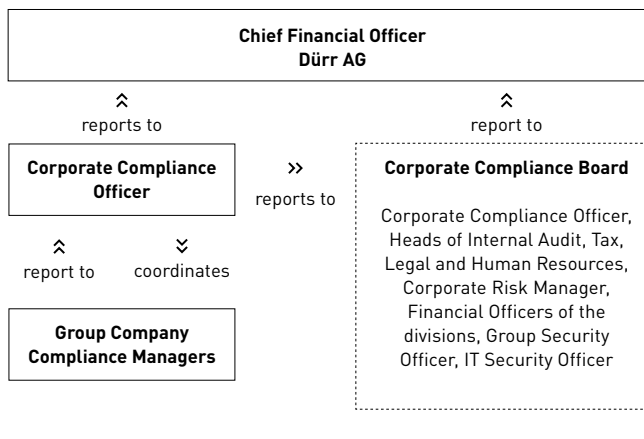 Chief Financial Officer
Dürr AG
reports to
report to
Corporate Compliance
Officer
reports to
report to
coordinates
Group Company
Compliance Managers
Corporate Compliance Board
Corporate Compliance Officer,
Heads of Internal Audit, Tax,
Legal and Human Resources,
Corporate Risk Manager,
Financial Officers of the
divisions, Group Security
Officer, IT Security Officer